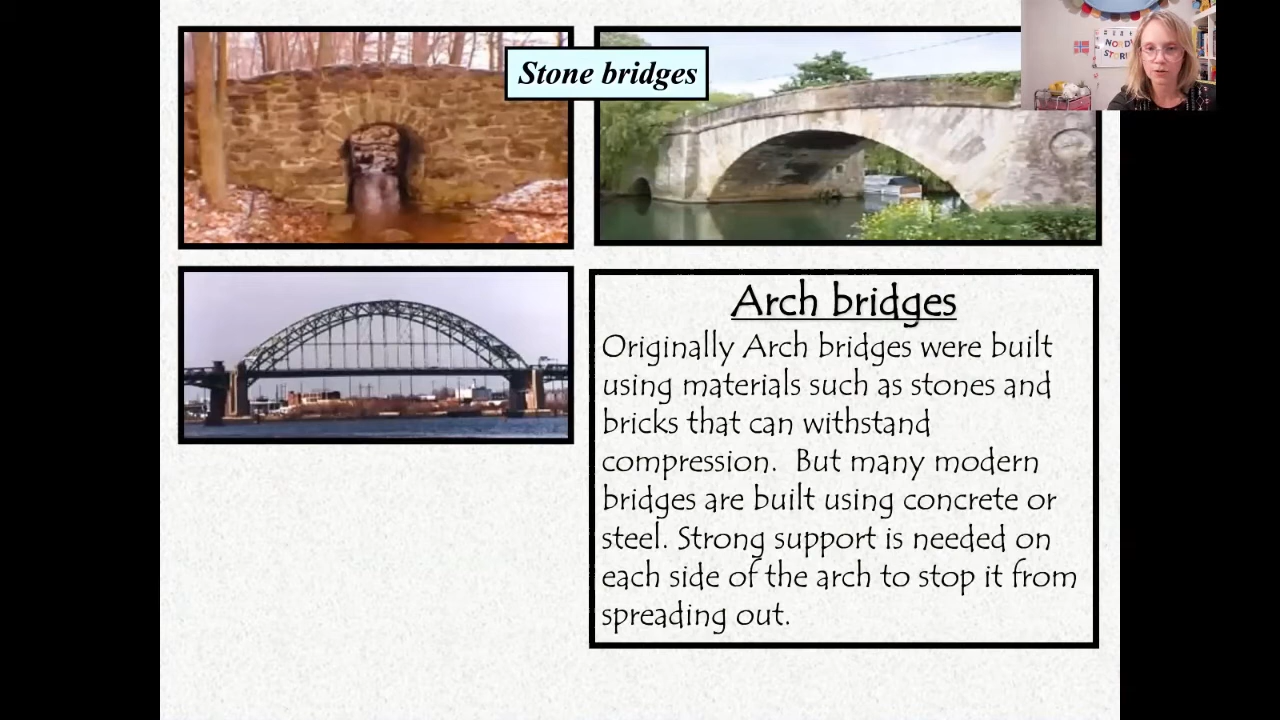 Stone bridges
NORD
STOR
Arch bridges
Originally Arch bridges were built
using materials such as stones and
bricks that can withstand
compression. But many modern
bridges are built using concrete or
steel. Strong support is needed on
each side of the arch to stop it from
spreading out.